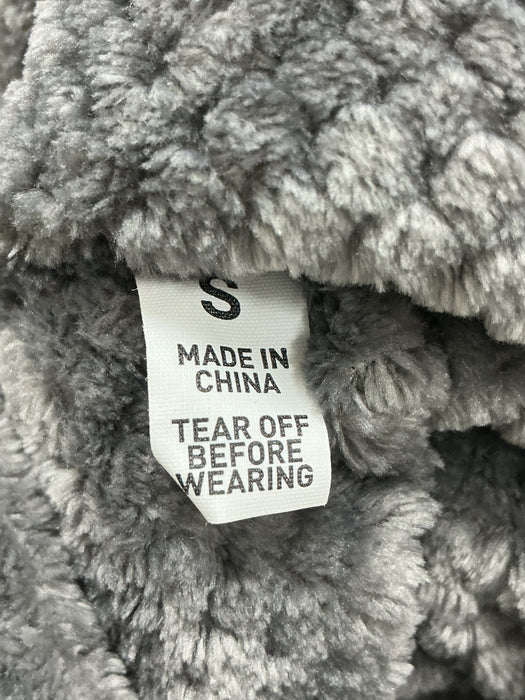 S
MADE IN
CHINA
TEAR OFF
BEFORE
WEARING